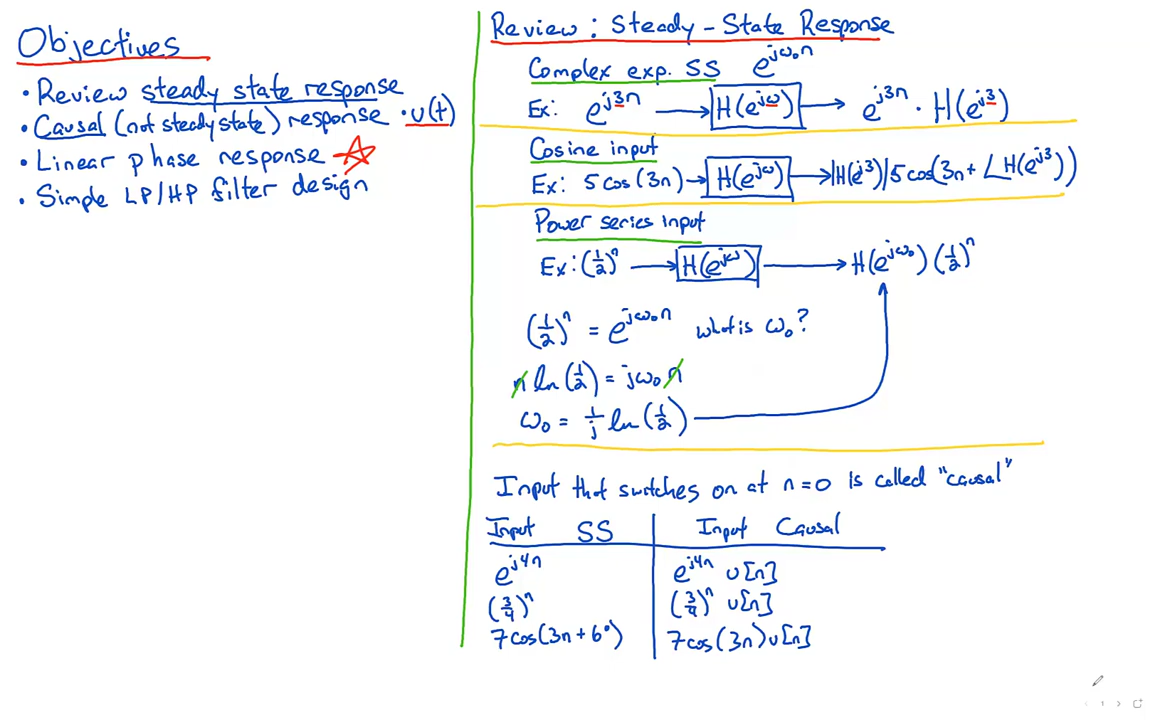 Objectives
• Review steady state response
• Causal (not steady state) response • u(t)
• Linear phase response ☆
• Simple LP/HP filter design
Review : Steady - State Response
Complex exp. SS e^{jω₀n}
Ex: e^{j3n} → H(e^{jω}) → e^{j3n} · H(e^{j3})
Cosine input
Ex: 5 cos(3n) → H(e^{jω}) → |H(e^{j3})| 5 cos(3n + ∠H(e^{j3}))
Power series input
Ex: (1/2)^n → H(e^{jω}) → H(e^{jω₀}) (1/2)^n
(1/2)^n = e^{jω₀n} what is ω₀?
n ln(1/2) = jω₀ n
ω₀ = 1/j ln(1/2)
Input that switches on at n=0 is called "causal"
Input SS | Input Causal
e^{j4n} | e^{j4n} u[n]
(3/4)^n | (3/4)^n u[n]
7cos(3n + 6°) | 7cos(3n) u[n]